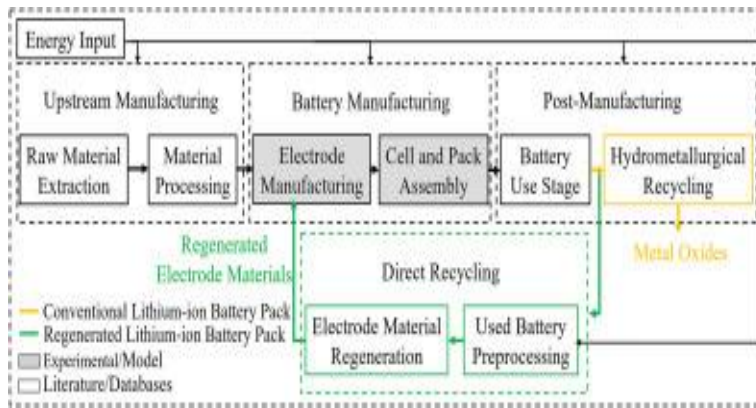 Energy Input
Upstream Manufacturing
Battery Manufacturing
Post-Manufacturing
Raw Material
Extraction
Material
Processing
Electrode
Manufacturing
Cell and Pack
Assembly
Battery
Use Stage
Hydrometallurgical
Recycling
Regenerated
Electrode Materials
Direct Recycling
Metal Oxides
Conventional Lithium-ion Battery Pack
Regenerated Lithium-ion Battery Pack
Experimental/Model
Literature/Databases
Electrode Material
Regeneration
Used Battery
Preprocessing